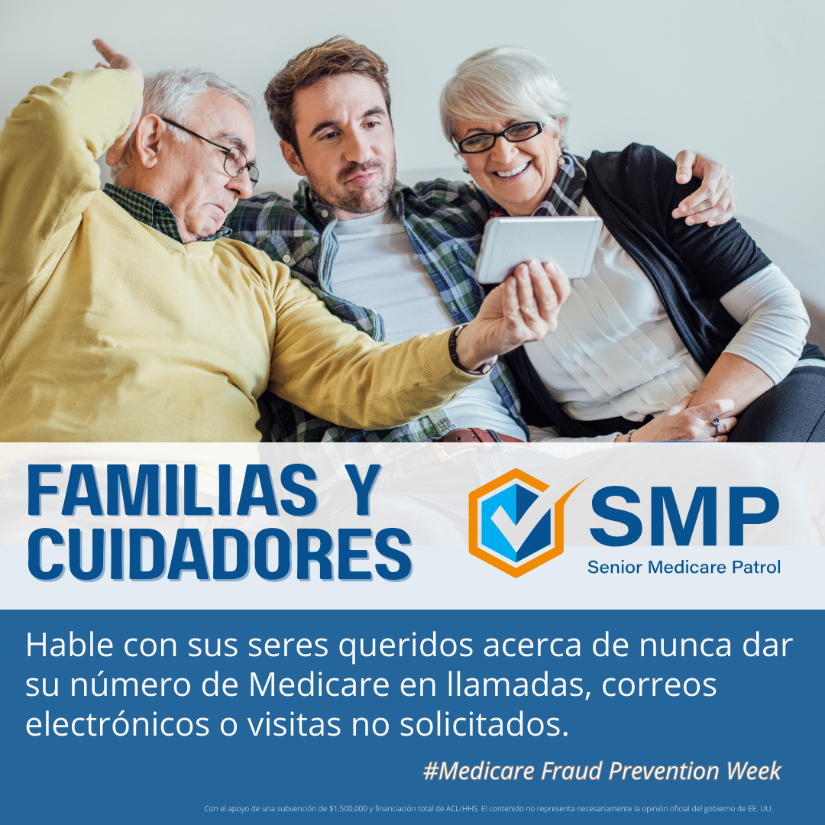 FAMILIAS Y
CUIDADORES
SMP
Senior Medicare Patrol
Hable con sus seres queridos acerca de nunca dar
su número de Medicare en llamadas, correos
electrónicos o visitas no solicitados.
#Medicare Fraud Prevention Week
Con el apoyo de una subvención de $1,500,000 y financiación total de ACL/HHS. El contenido no representa necesariamente la opinión oficial del gobierno de EE. UU.